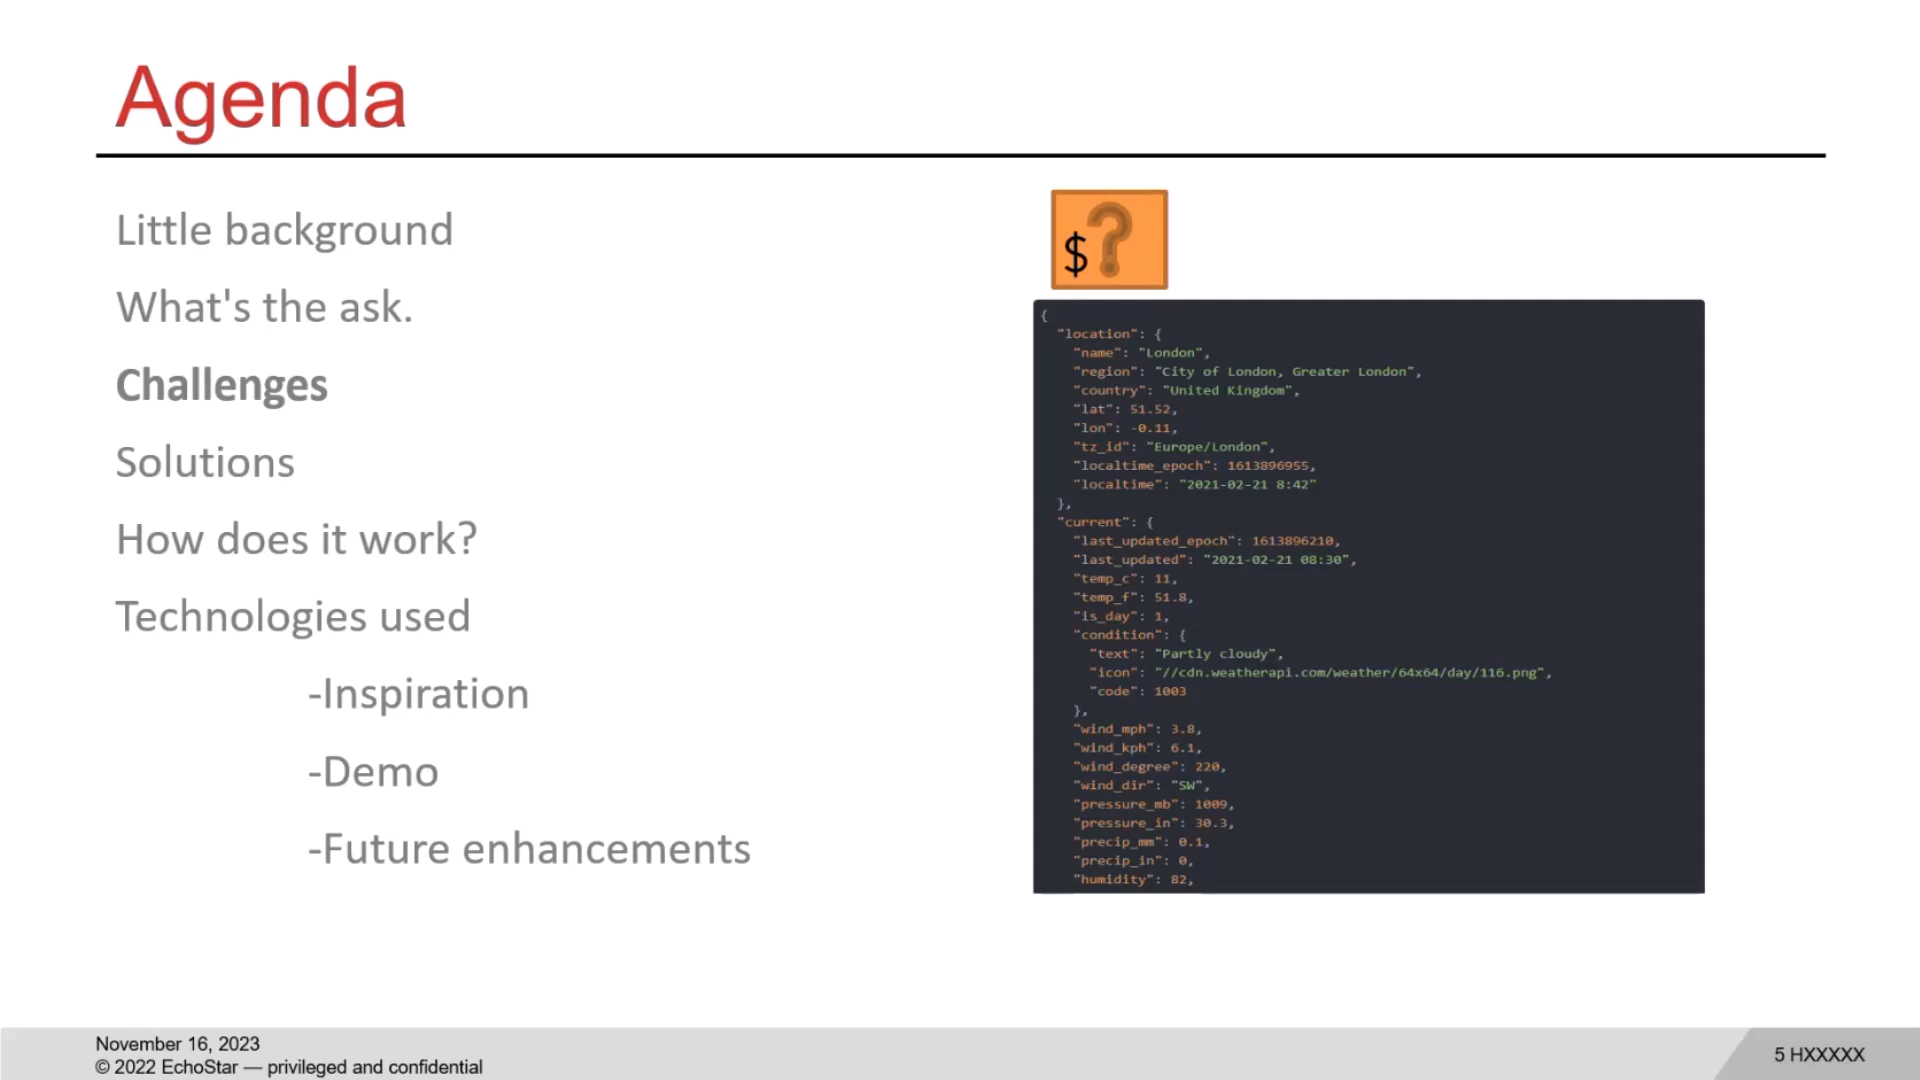 Agenda
Little background
What's the ask.
Challenges
Solutions
How does it work?
Technologies used
-Inspiration
-Demo
-Future enhancements
$?
{
"location": {
"name": "London",
"region": "City of London, Greater London",
"country": "United Kingdom",
"lat": 51.52,
"lon": -0.11,
"tz_id": "Europe/London",
"localtime_epoch": 1613896955,
"localtime": "2021-02-21 8:42"
},
"current": {
"last_updated_epoch": 1613896210,
"last_updated": "2021-02-21 08:30",
"temp_c": 11,
"temp_f": 51.8,
"is_day": 1,
"condition": {
"text": "Partly cloudy",
"icon": "//cdn.weatherapi.com/weather/64x64/day/116.png",
"code": 1003
},
"wind_mph": 3.8,
"wind_kph": 6.1,
"wind_degree": 220,
"wind_dir": "SW",
"pressure_mb": 1009,
"pressure_in": 30.3,
"precip_mm": 0.1,
"precip_in": 0,
"humidity": 82,
November 16, 2023
© 2022 EchoStar — privileged and confidential
5 HXXXXX